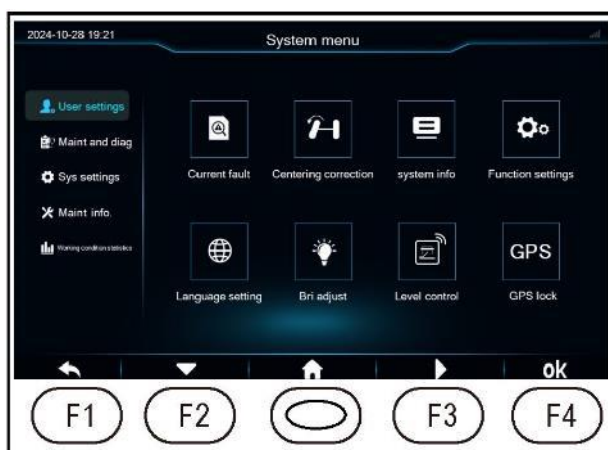 2024-10-28 19:21
System menu
User settings
Maint and diag
Sys settings
Maint info.
Working condition statistics
Current fault
Centering correction
system info
Function settings
Language setting
Bri adjust
Level control
GPS
GPS lock
ok
F1
F2
F3
F4